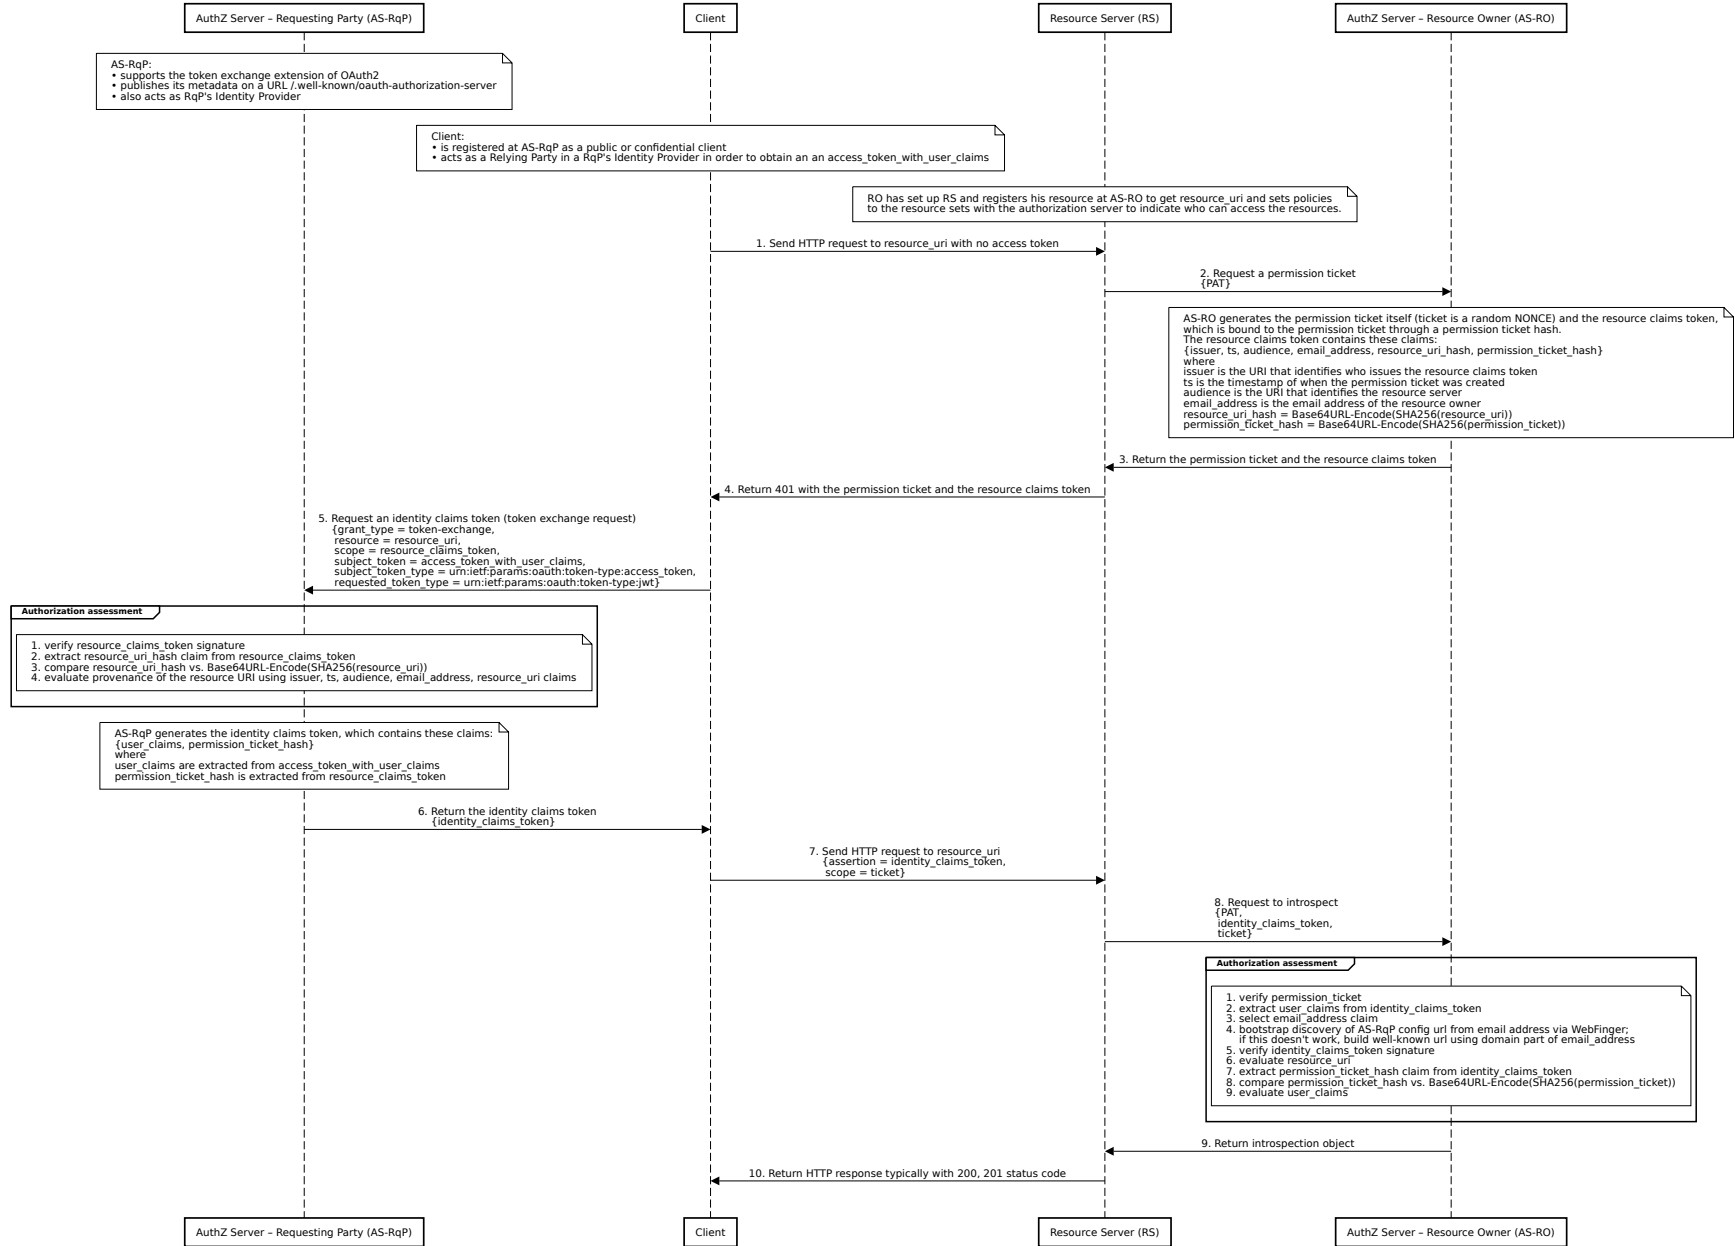 AuthZ Server – Requesting Party (AS-RqP)
Client
Resource Server (RS)
AuthZ Server – Resource Owner (AS-RO)
AS-RqP:
• supports the token exchange extension of OAuth2
• publishes its metadata on a URL /.well-known/oauth-authorization-server
• also acts as RqP's Identity Provider
Client:
• is registered at AS-RqP as a public or confidential client
• acts as a Relying Party in a RqP's Identity Provider in order to obtain an an access_token_with_user_claims
RO has set up RS and registers his resource at AS-RO to get resource_uri and sets policies
to the resource sets with the authorization server to indicate who can access the resources.
1. Send HTTP request to resource_uri with no access token
2. Request a permission ticket
{PAT}
AS-RO generates the permission ticket itself (ticket is a random NONCE) and the resource claims token,
which is bound to the permission ticket through a permission ticket hash.
The resource claims token contains these claims:
{issuer, ts, audience, email_address, resource_uri_hash, permission_ticket_hash}
where
issuer is the URI that identifies who issues the resource claims token
ts is the timestamp of when the permission ticket was created
audience is the URI that identifies the resource server
email_address is the email address of the resource owner
resource_uri_hash = Base64URL-Encode(SHA256(resource_uri))
permission_ticket_hash = Base64URL-Encode(SHA256(permission_ticket))
3. Return the permission ticket and the resource claims token
4. Return 401 with the permission ticket and the resource claims token
5. Request an identity claims token (token exchange request)
{grant_type = token-exchange,
resource = resource_uri,
scope = resource_claims_token,
subject_token = access_token_with_user_claims,
subject_token_type = urn:ietf:params:oauth:token-type:access_token,
requested_token_type = urn:ietf:params:oauth:token-type:jwt}
Authorization assessment
1. verify resource_claims_token signature
2. extract resource_uri_hash claim from resource_claims_token
3. compare resource_uri_hash vs. Base64URL-Encode(SHA256(resource_uri))
4. evaluate provenance of the resource URI using issuer, ts, audience, email_address, resource_uri claims
AS-RqP generates the identity claims token, which contains these claims:
{user_claims, permission_ticket_hash}
where
user_claims are extracted from access_token_with_user_claims
permission_ticket_hash is extracted from resource_claims_token
6. Return the identity claims token
{identity_claims_token}
7. Send HTTP request to resource_uri
{assertion = identity_claims_token,
scope = ticket}
8. Request to introspect
{PAT,
identity_claims_token,
ticket}
Authorization assessment
1. verify permission_ticket
2. extract user_claims from identity_claims_token
3. select email_address claim
4. bootstrap discovery of AS-RqP config url from email address via WebFinger;
if this doesn't work, build well-known url using domain part of email_address
5. verify identity_claims_token signature
6. evaluate resource_uri
7. extract permission_ticket_hash claim from identity_claims_token
8. compare permission_ticket_hash vs. Base64URL-Encode(SHA256(permission_ticket))
9. evaluate user_claims
9. Return introspection object
10. Return HTTP response typically with 200, 201 status code
AuthZ Server – Requesting Party (AS-RqP)
Client
Resource Server (RS)
AuthZ Server – Resource Owner (AS-RO)